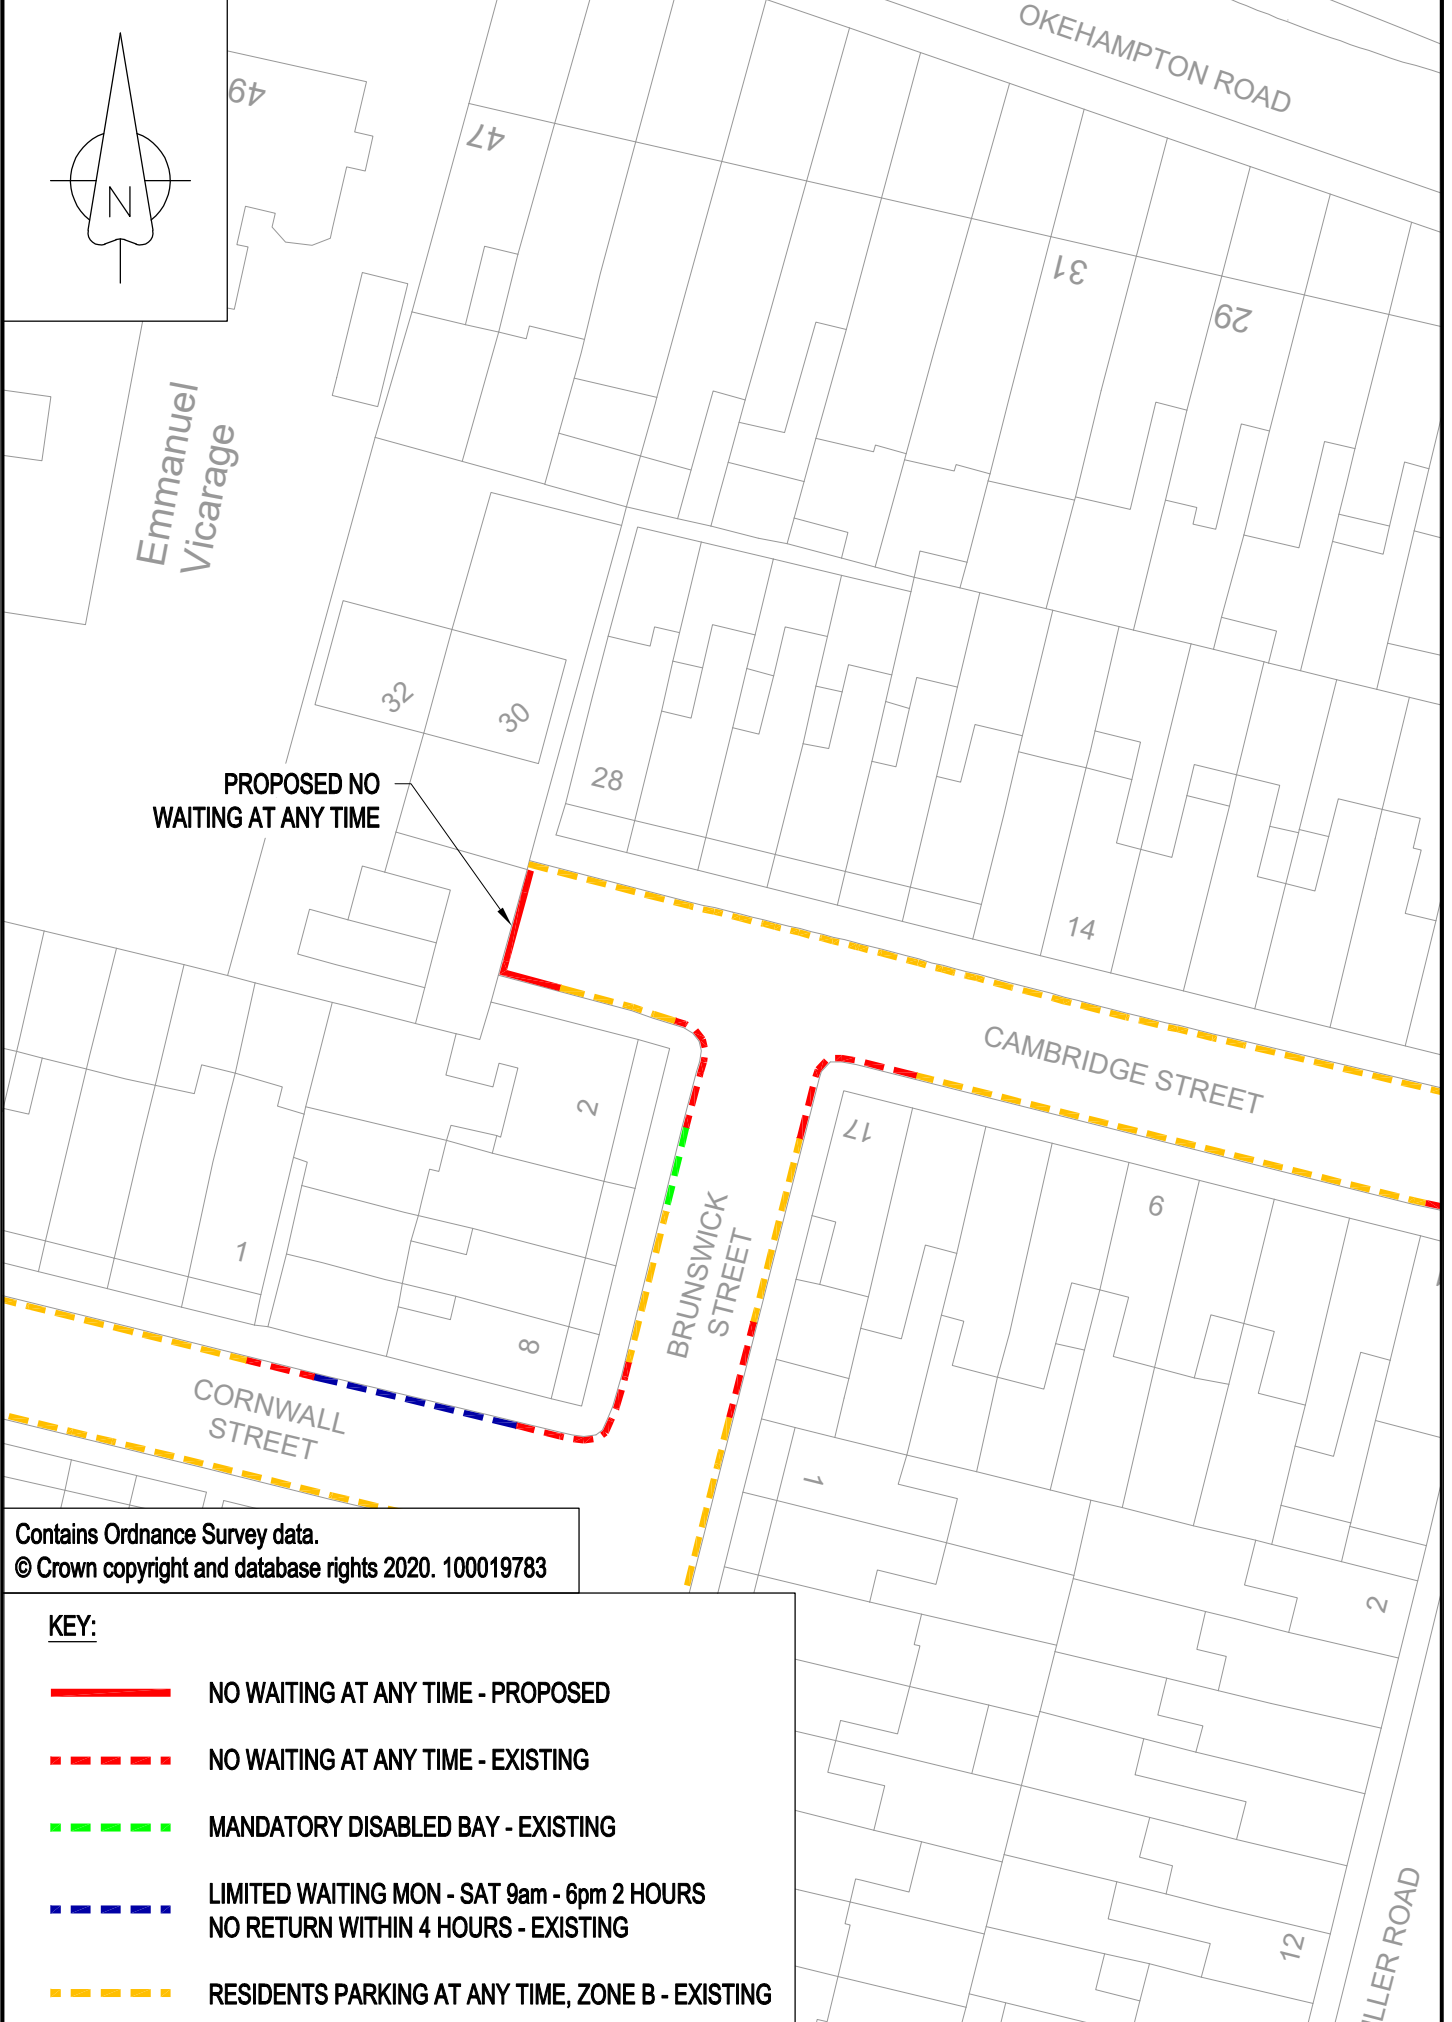 OKEHAMPTON ROAD
N
49
47
31
29
Emmanuel
Vicarage
32
30
28
PROPOSED NO
WAITING AT ANY TIME
14
CAMBRIDGE STREET
2
17
6
1
BRUNSWICK
STREET
8
CORNWALL
STREET
1
2
12
LLER ROAD
Contains Ordnance Survey data.
© Crown copyright and database rights 2020. 100019783
KEY:
NO WAITING AT ANY TIME - PROPOSED
NO WAITING AT ANY TIME - EXISTING
MANDATORY DISABLED BAY - EXISTING
LIMITED WAITING MON - SAT 9am - 6pm 2 HOURS
NO RETURN WITHIN 4 HOURS - EXISTING
RESIDENTS PARKING AT ANY TIME, ZONE B - EXISTING